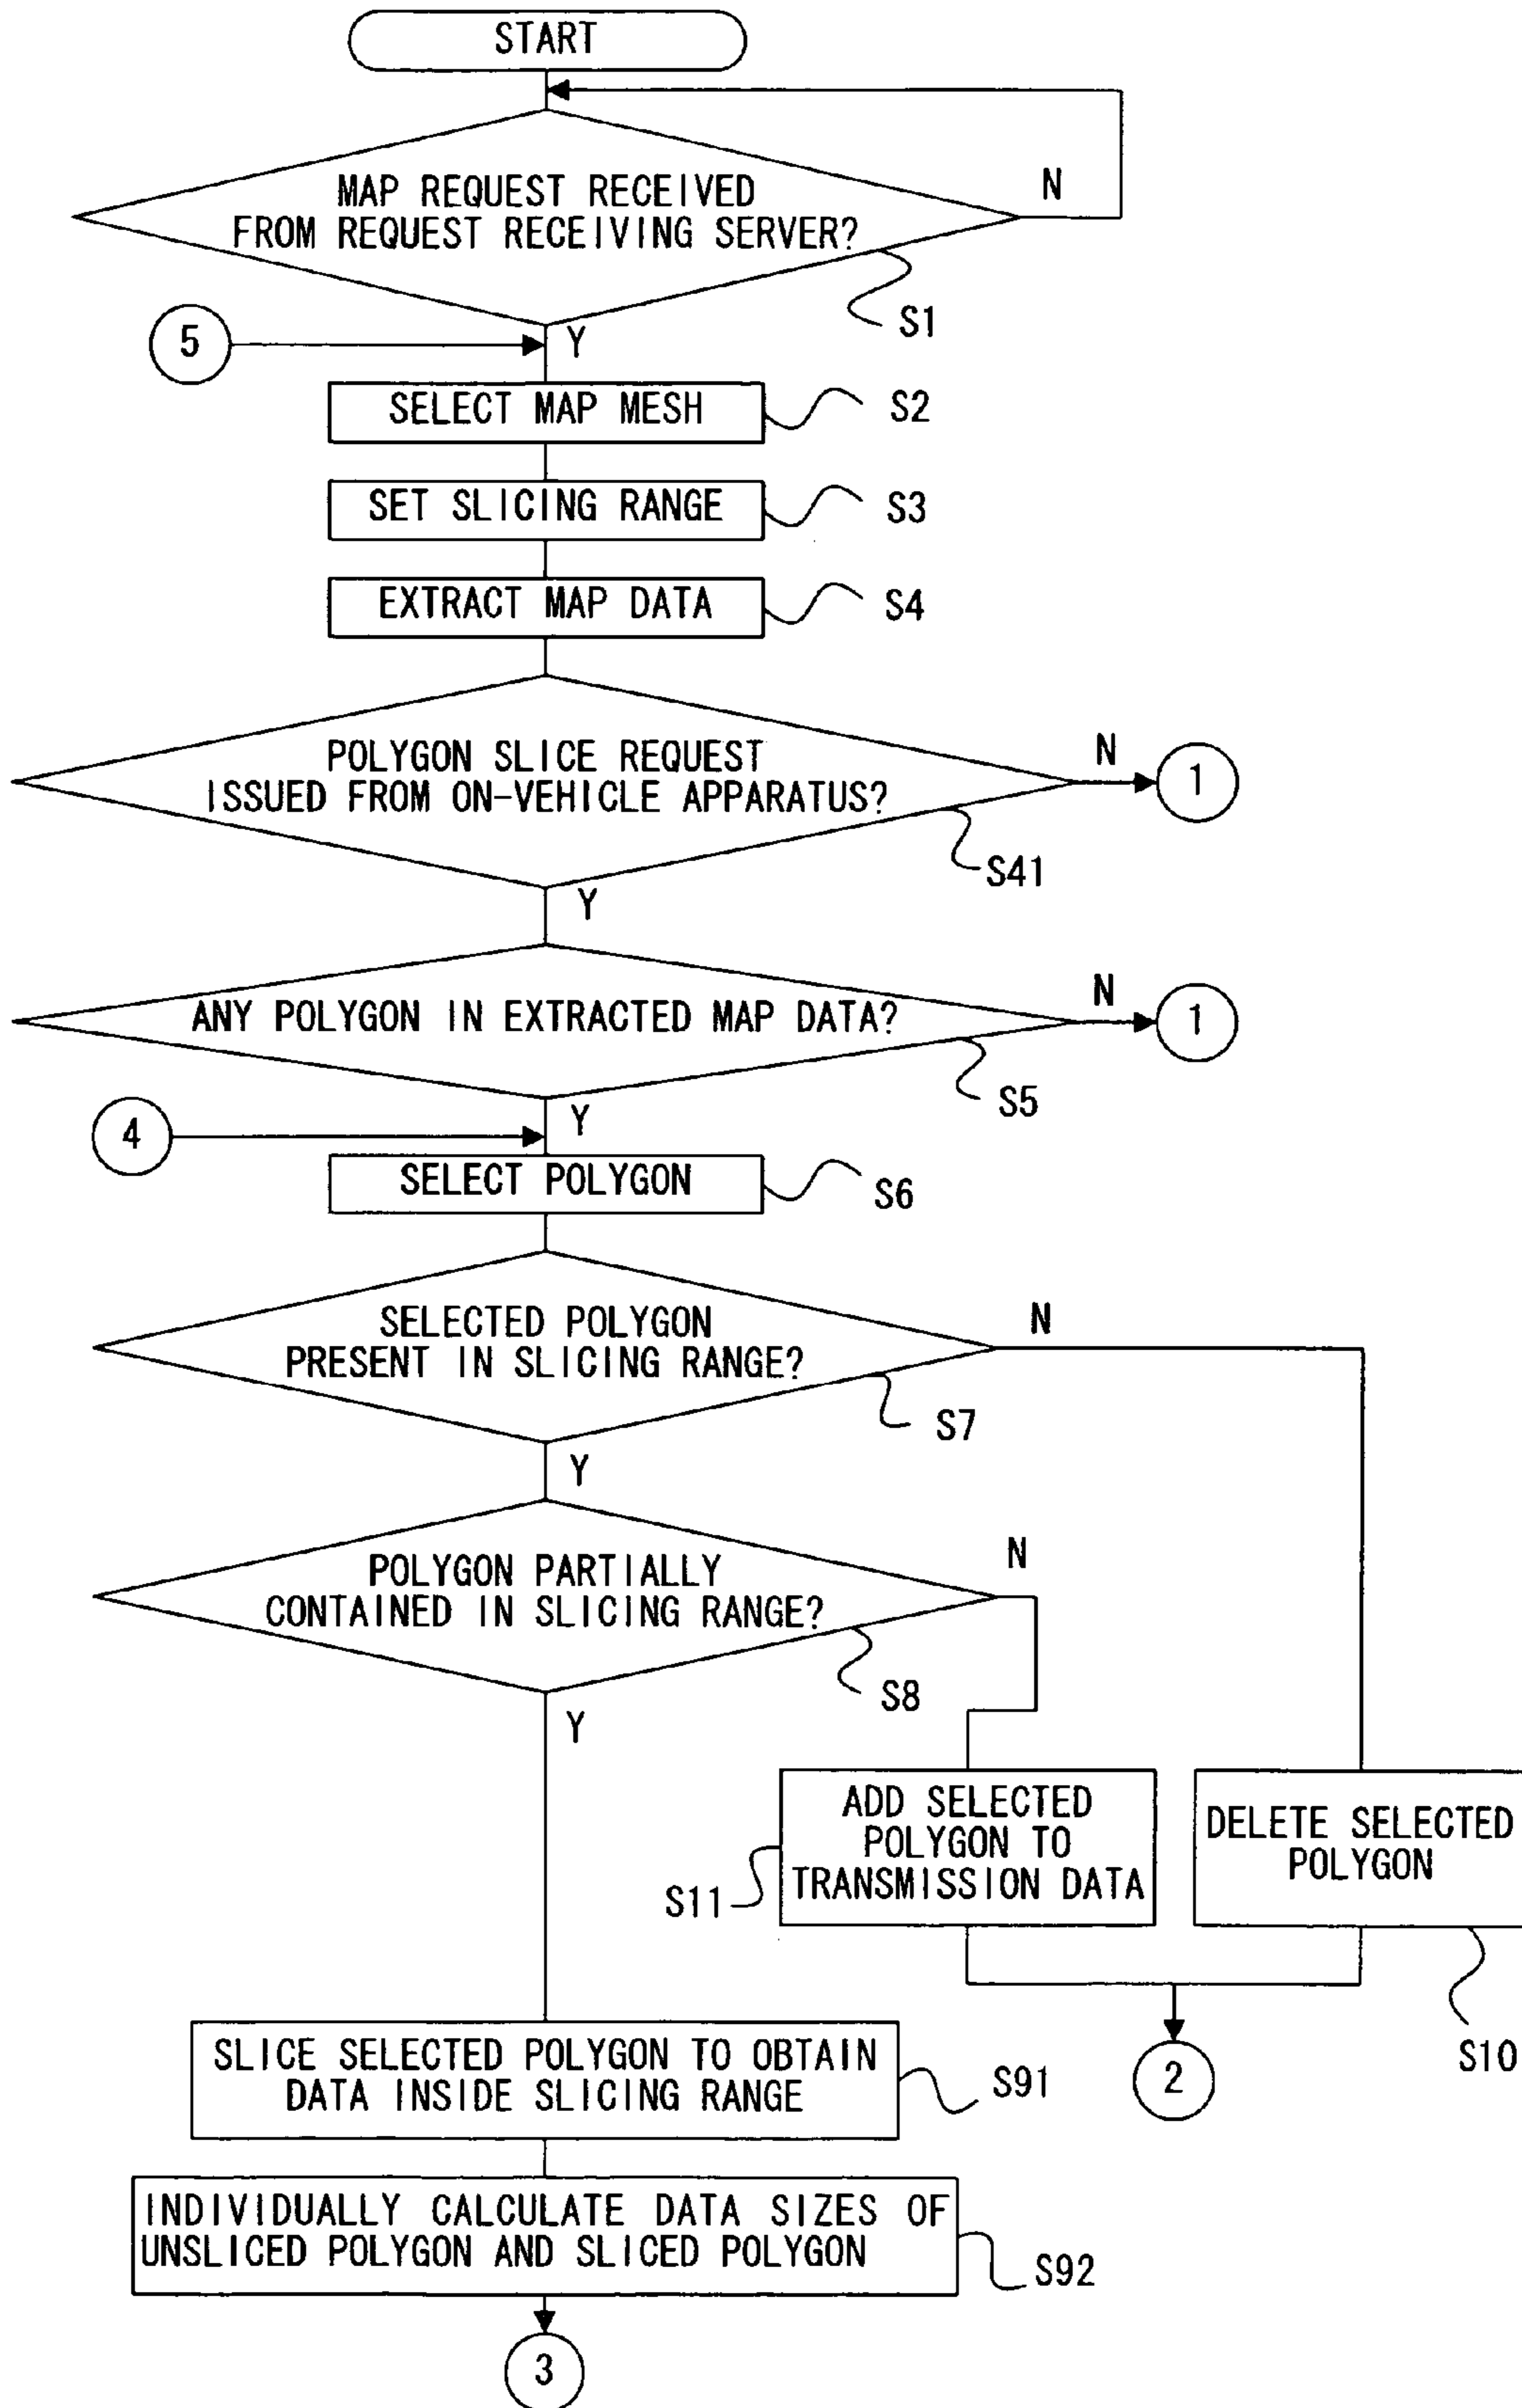 START
MAP REQUEST RECEIVED
FROM REQUEST RECEIVING SERVER?
N
S1
5
Y
SELECT MAP MESH
S2
SET SLICING RANGE
S3
EXTRACT MAP DATA
S4
POLYGON SLICE REQUEST
ISSUED FROM ON-VEHICLE APPARATUS?
N
1
S41
Y
ANY POLYGON IN EXTRACTED MAP DATA?
N
1
S5
4
Y
SELECT POLYGON
S6
SELECTED POLYGON
PRESENT IN SLICING RANGE?
N
S7
Y
POLYGON PARTIALLY
CONTAINED IN SLICING RANGE?
N
S8
Y
ADD SELECTED
POLYGON TO
TRANSMISSION DATA
S11
DELETE SELECTED
POLYGON
S10
2
SLICE SELECTED POLYGON TO OBTAIN
DATA INSIDE SLICING RANGE
S91
INDIVIDUALLY CALCULATE DATA SIZES OF
UNSLICED POLYGON AND SLICED POLYGON
S92
3